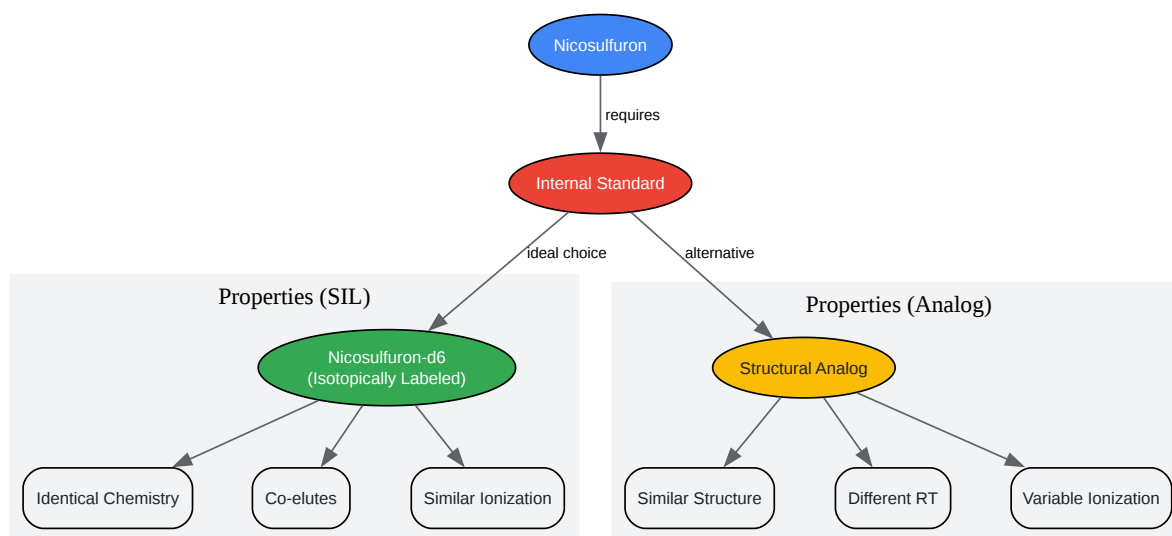 Nicosulfuron
requires
Internal Standard
ideal choice
alternative
Properties (SIL)
Properties (Analog)
Nicosulfuron-d6
(Isotopically Labeled)
Structural Analog
Identical Chemistry
Co-elutes
Similar Ionization
Similar Structure
Different RT
Variable Ionization